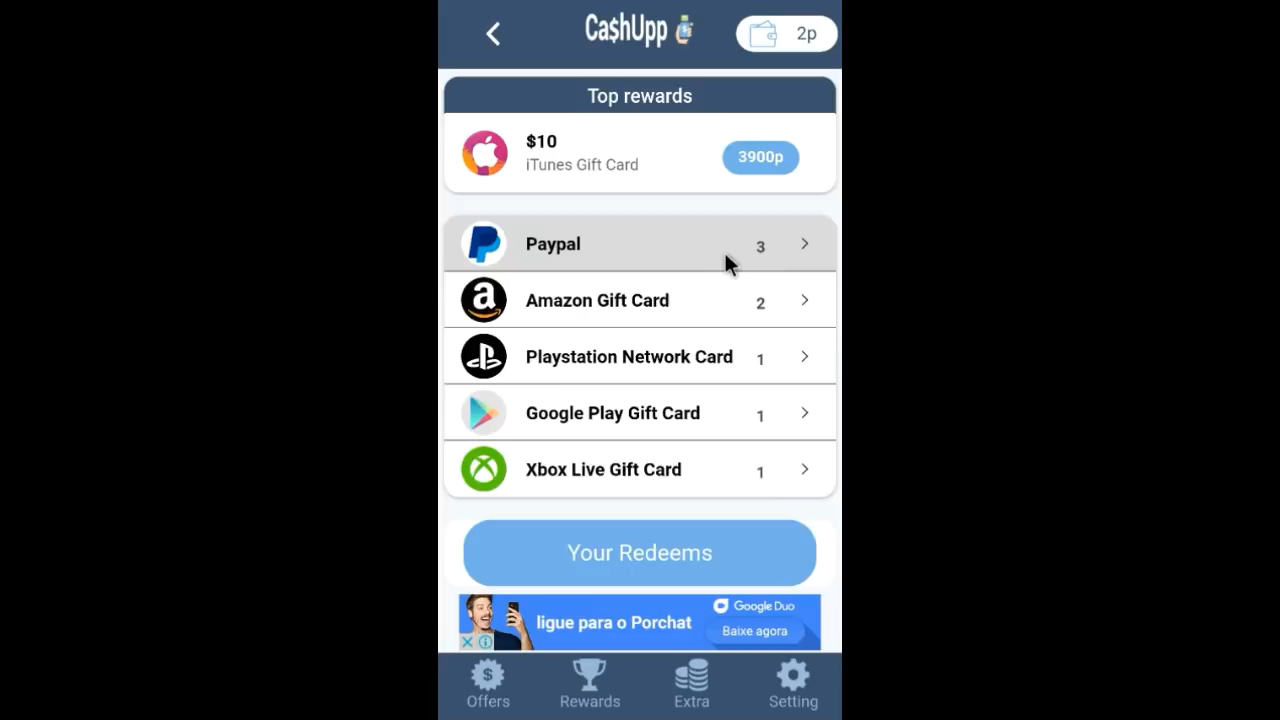 Ca$hUpp
2p
Top rewards
$10
iTunes Gift Card
3900p
Paypal
3
Amazon Gift Card
2
Playstation Network Card
1
Google Play Gift Card
1
Xbox Live Gift Card
1
Your Redeems
ligue para o Porchat
Google Duo
Baixe agora
Offers
Rewards
Extra
Setting